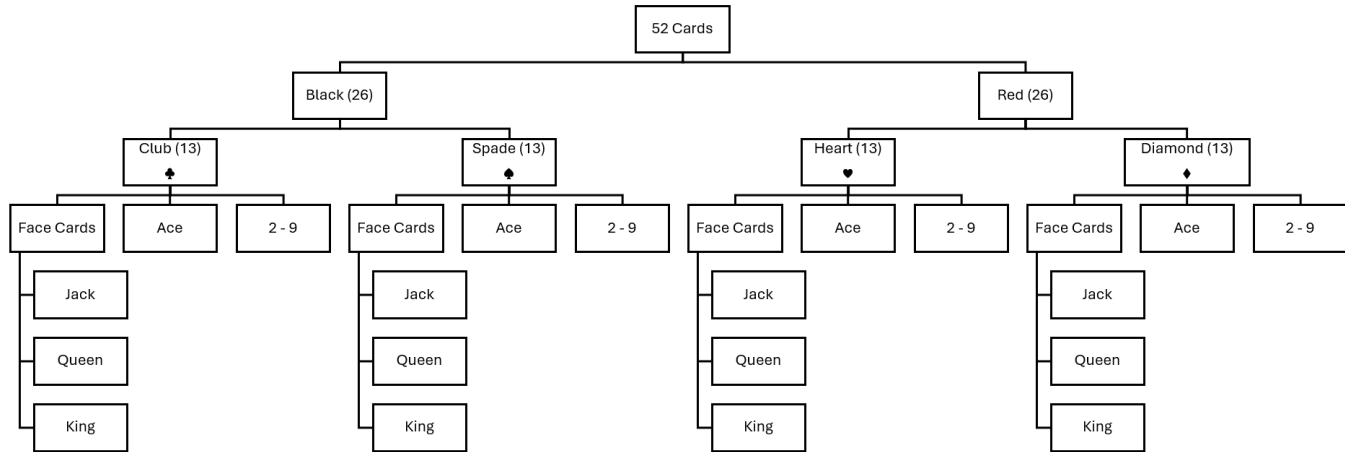 52 Cards
Black (26)
Red (26)
Club (13)
♣
Spade (13)
♠
Heart (13)
♥
Diamond (13)
♦
Face Cards
Ace
2 - 9
Face Cards
Ace
2 - 9
Face Cards
Ace
2 - 9
Face Cards
Ace
2 - 9
Jack
Jack
Jack
Jack
Queen
Queen
Queen
Queen
King
King
King
King